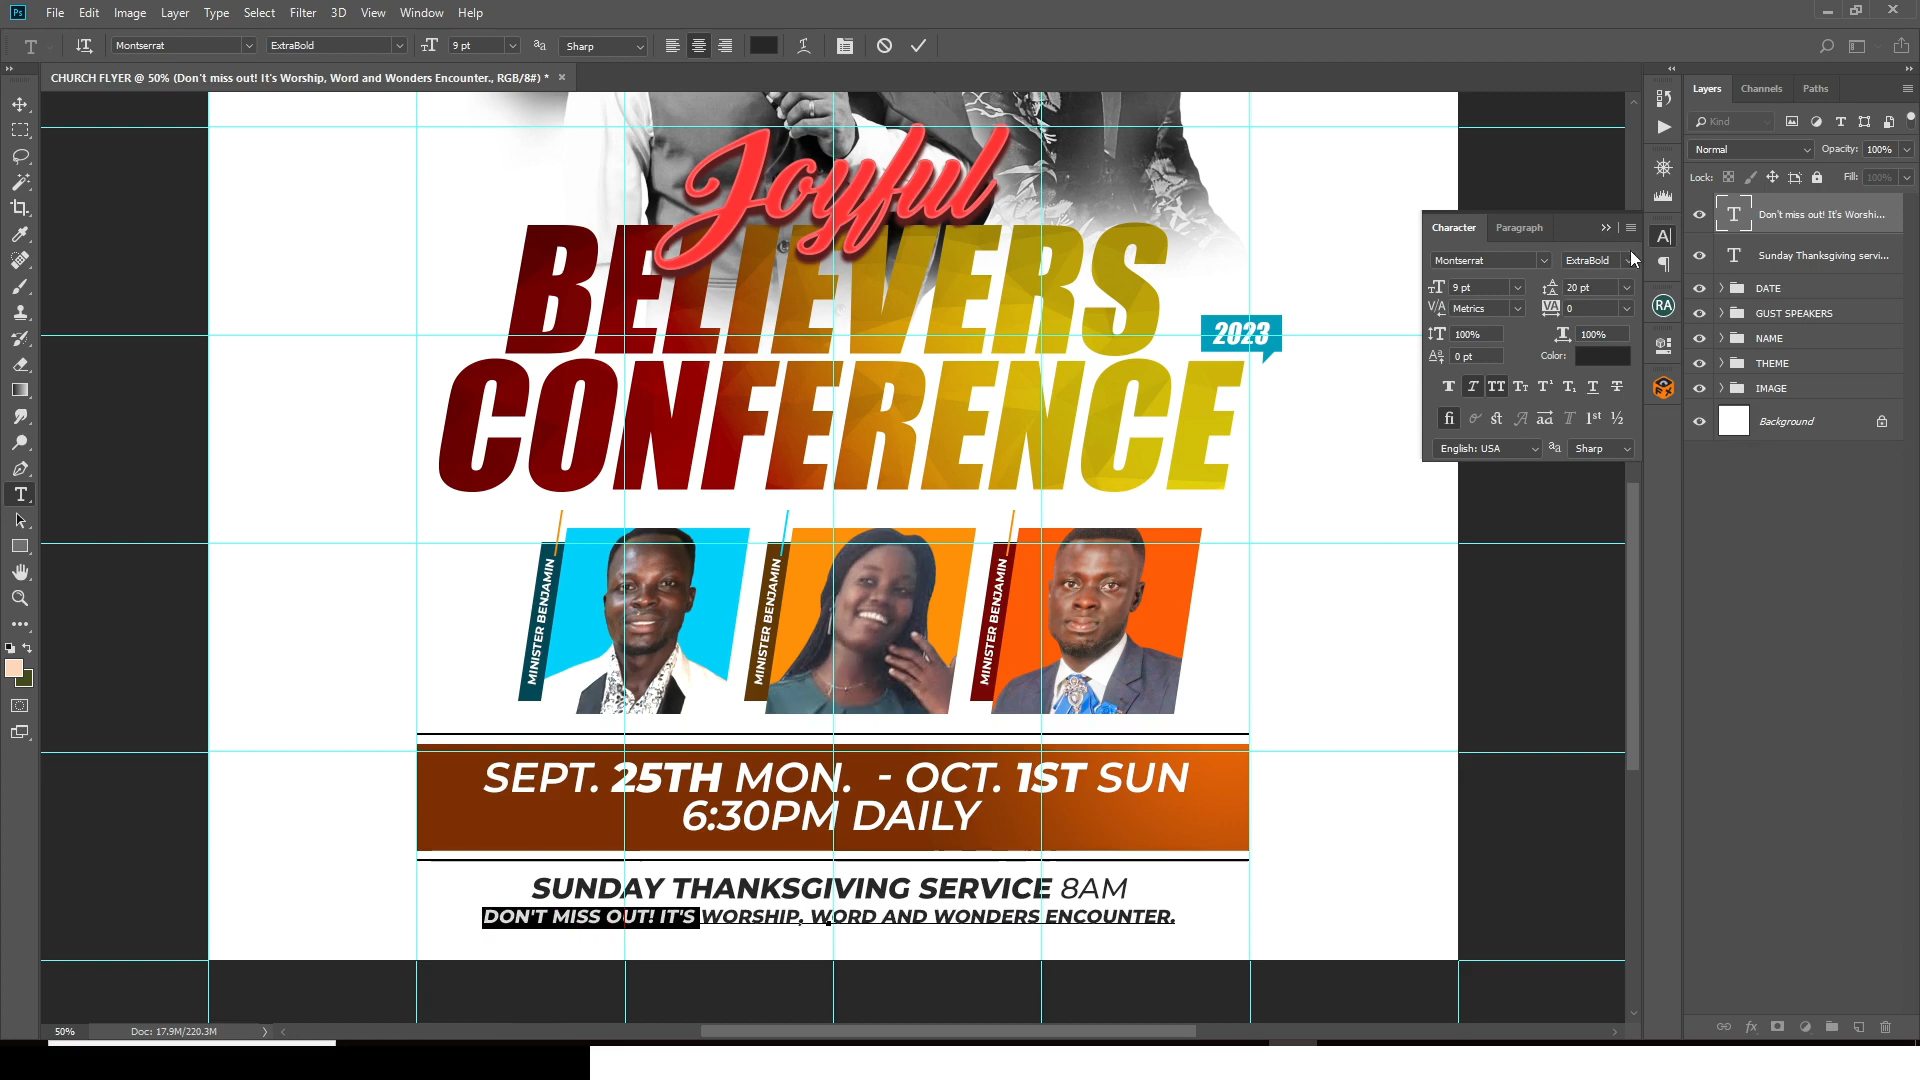 Ps File Edit Image Layer Type Select Filter 3D View Window Help
Montserrat ExtraBold 9 pt Sharp
CHURCH FLYER @ 50% (Don't miss out! It's Worship, Word and Wonders Encounter., RGB/8#) *
Joyful
BELIEVERS
2023
CONFERENCE
MINISTER BENJAMIN
MINISTER BENJAMIN
MINISTER BENJAMIN
SEPT. 25TH MON. - OCT. 1ST SUN
6:30PM DAILY
SUNDAY THANKSGIVING SERVICE 8AM
DON'T MISS OUT! IT'S WORSHIP, WORD AND WONDERS ENCOUNTER.
50% Doc: 17.9M/220.3M
Character Paragraph
Montserrat ExtraBold
9 pt 20 pt
Metrics 0
100% 100%
0 pt Color:
English: USA Sharp
RA
Layers Channels Paths
Kind
Normal Opacity: 100%
Lock: Fill: 100%
Don't miss out! It's Worshi...
Sunday Thanksgiving servi...
DATE
GUST SPEAKERS
NAME
THEME
IMAGE
Background